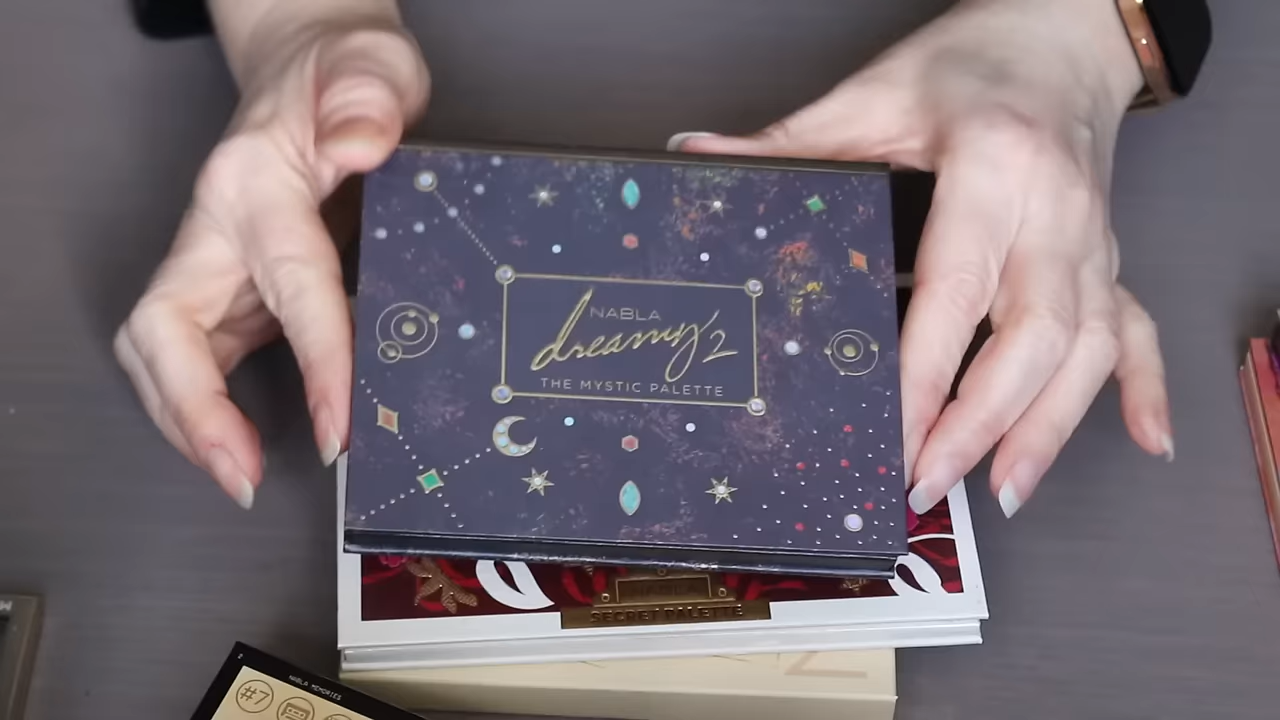 NABLA
dreamy 2
THE MYSTIC PALETTE
SECRET PALETTE
NABLA MEMORIES
#7